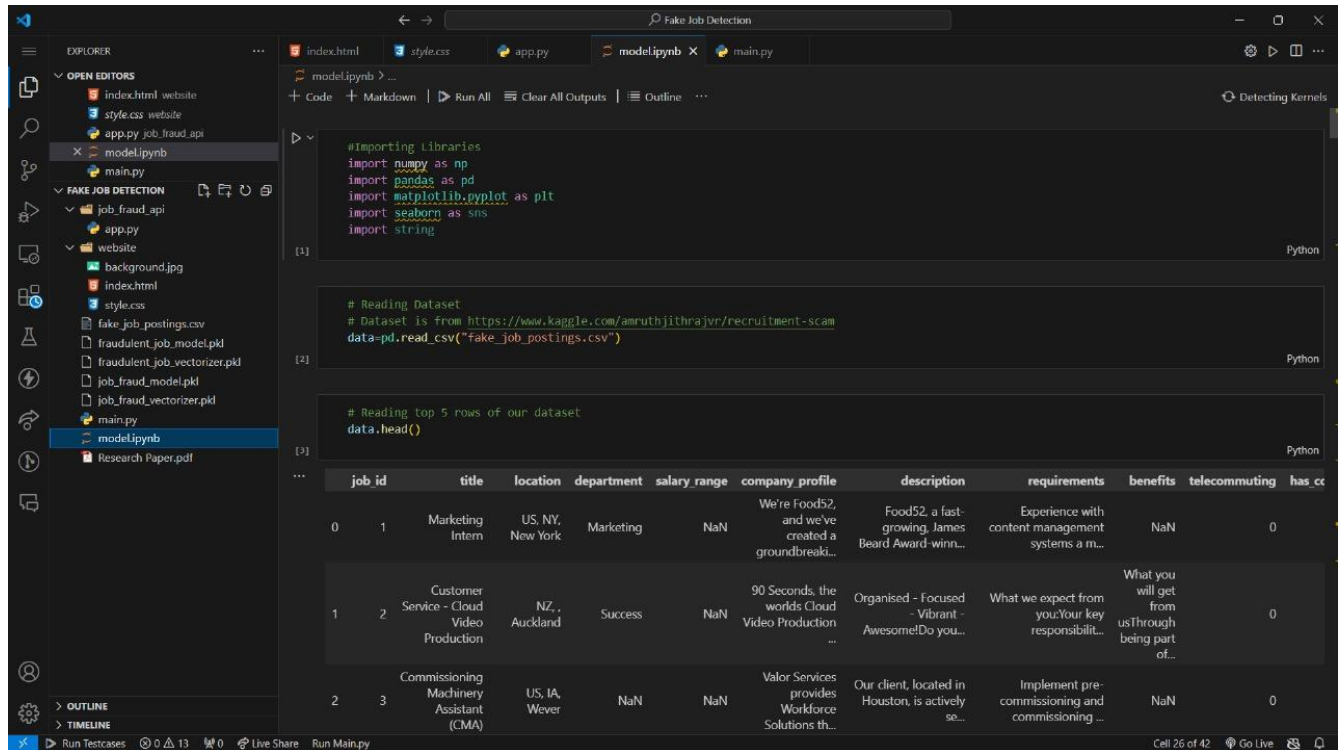 Fake Job Detection
EXPLORER
OPEN EDITORS
index.html website
style.css website
app.py job_fraud_api
model.ipynb
main.py
FAKE JOB DETECTION
job_fraud_api
app.py
website
background.jpg
index.html
style.css
fake_job_postings.csv
fraudulent_job_model.pkl
fraudulent_job_vectorizer.pkl
job_fraud_model.pkl
job_fraud_vectorizer.pkl
main.py
model.ipynb
Research Paper.pdf
OUTLINE
TIMELINE
index.html style.css app.py model.ipynb main.py
model.ipynb > ...
+ Code + Markdown | Run All Clear All Outputs | Outline ... Detecting Kernels
#Importing Libraries
import numpy as np
import pandas as pd
import matplotlib.pyplot as plt
import seaborn as sns
import string
[1] Python
# Reading Dataset
# Dataset is from https://www.kaggle.com/amruthjithrajvr/recruitment-scam
data=pd.read_csv("fake_job_postings.csv")
[2] Python
# Reading top 5 rows of our dataset
data.head()
[3] Python
... job_id title location department salary_range company_profile description requirements benefits telecommuting has_cc
0 1 Marketing Intern US, NY, New York Marketing NaN We're Food52, and we've created a groundbreaki... Food52, a fast-growing, James Beard Award-winn... Experience with content management systems a m... NaN 0
1 2 Customer Service - Cloud Video Production NZ, , Auckland Success NaN 90 Seconds, the worlds Cloud Video Production ... Organised - Focused - Vibrant - Awesome!Do you... What we expect from you:Your key responsibilit... What you will get from usThrough being part of... 0
2 3 Commissioning Machinery Assistant (CMA) US, IA, Wever NaN NaN Valor Services provides Workforce Solutions th... Our client, located in Houston, is actively se... Implement pre-commissioning and commissioning ... NaN 0
Run Testcases 0 13 0 Live Share Run Main.py Cell 26 of 42 Go Live